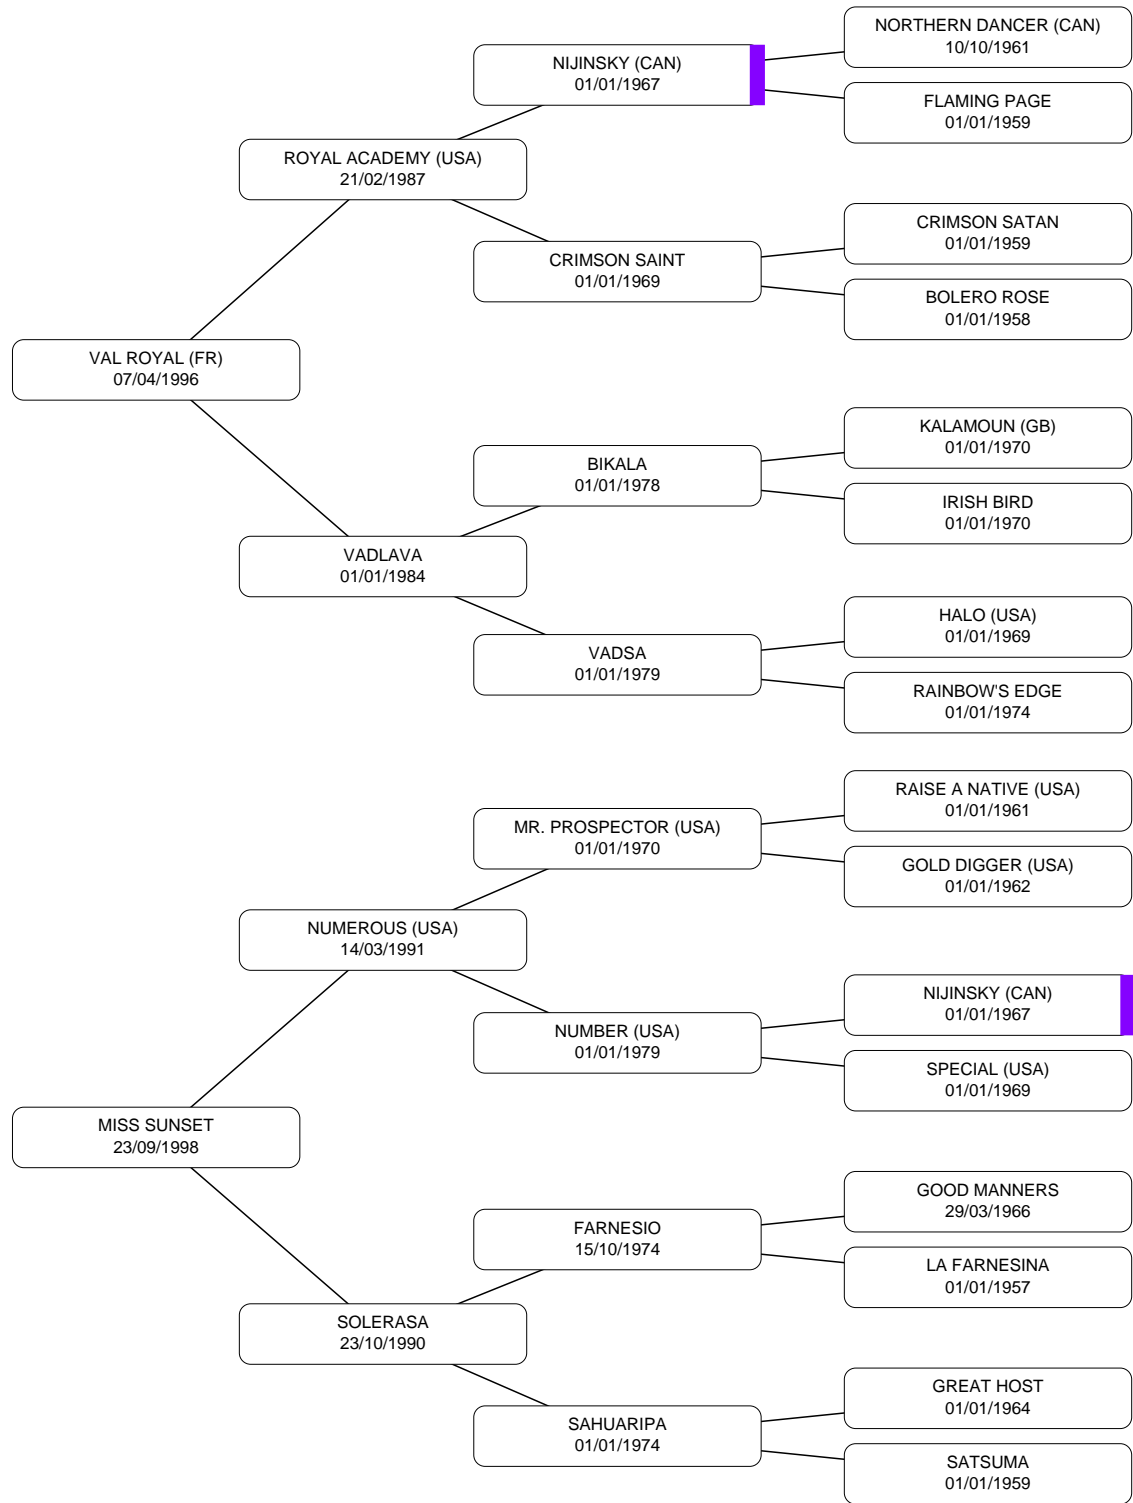 NORTHERN DANCER (CAN)
10/10/1961
NIJINSKY (CAN)
01/01/1967
FLAMING PAGE
01/01/1959
ROYAL ACADEMY (USA)
21/02/1987
CRIMSON SATAN
01/01/1959
CRIMSON SAINT
01/01/1969
BOLERO ROSE
01/01/1958
VAL ROYAL (FR)
07/04/1996
KALAMOUN (GB)
01/01/1970
BIKALA
01/01/1978
IRISH BIRD
01/01/1970
VADLAVA
01/01/1984
HALO (USA)
01/01/1969
VADSA
01/01/1979
RAINBOW'S EDGE
01/01/1974
RAISE A NATIVE (USA)
01/01/1961
MR. PROSPECTOR (USA)
01/01/1970
GOLD DIGGER (USA)
01/01/1962
NUMEROUS (USA)
14/03/1991
NIJINSKY (CAN)
01/01/1967
NUMBER (USA)
01/01/1979
SPECIAL (USA)
01/01/1969
MISS SUNSET
23/09/1998
GOOD MANNERS
29/03/1966
FARNESIO
15/10/1974
LA FARNESINA
01/01/1957
SOLERASA
23/10/1990
GREAT HOST
01/01/1964
SAHUARIPA
01/01/1974
SATSUMA
01/01/1959